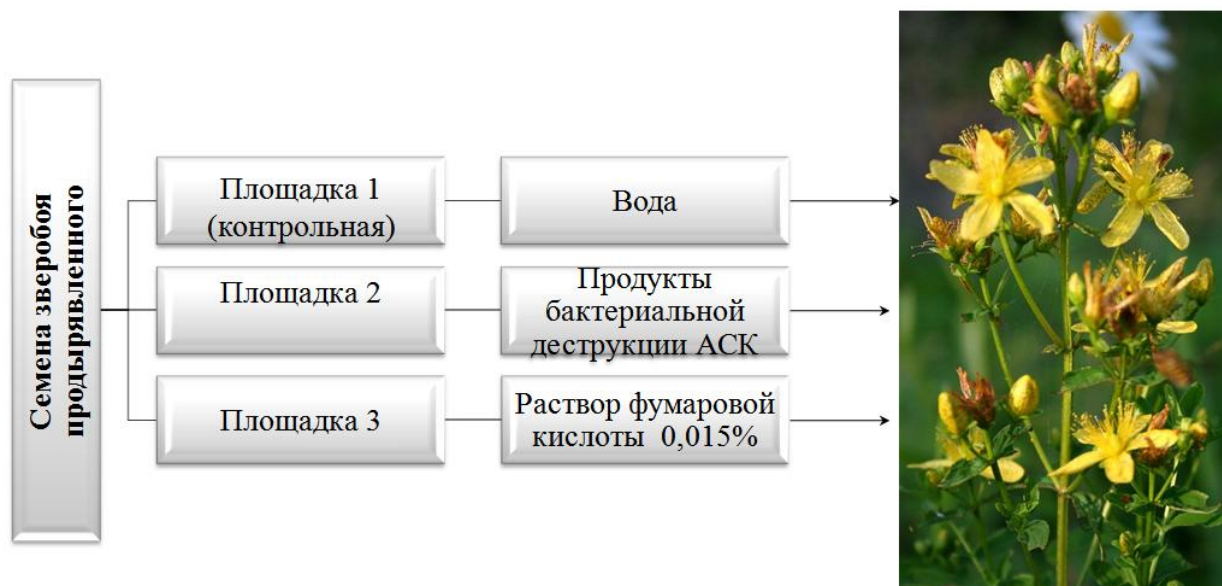 Семена зверобоя
продырявленного
Площадка 1
(контрольная)
Вода
Площадка 2
Продукты
бактериальной
деструкции АСК
Площадка 3
Раствор фумаровой
кислоты 0,015%